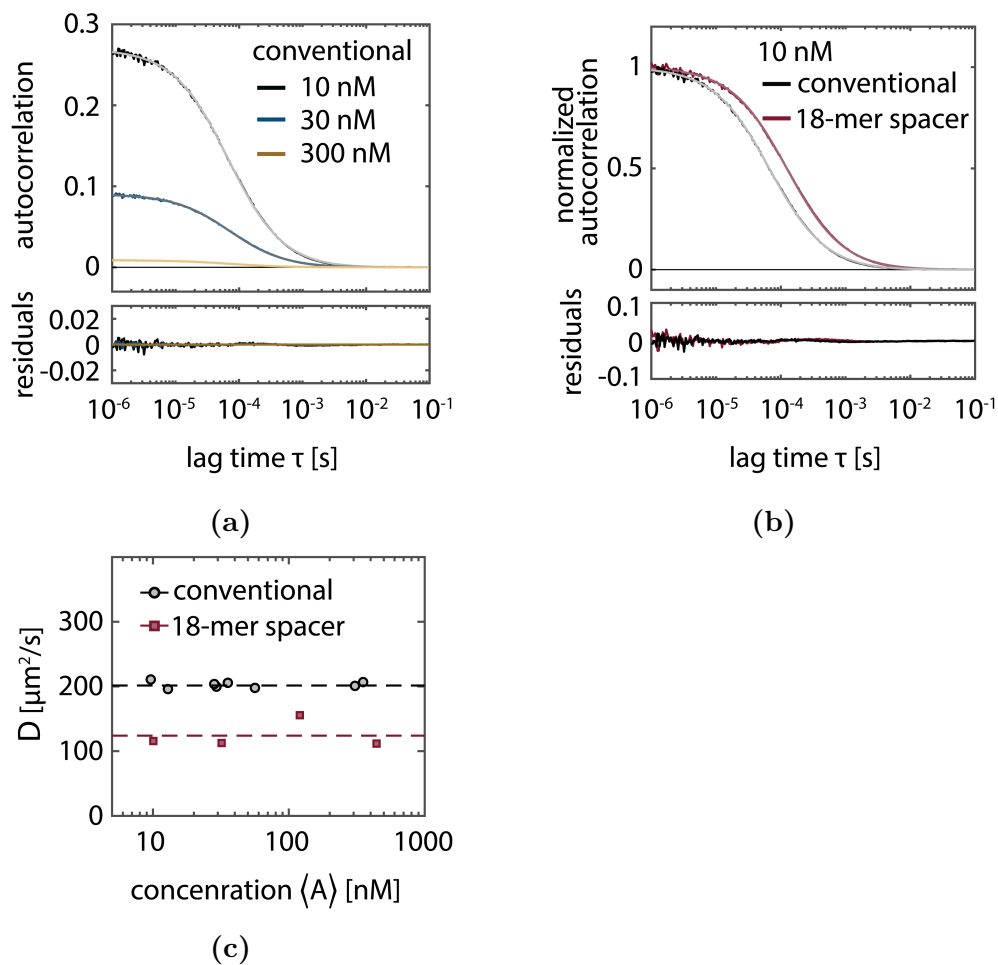 0.3
0.2
0.1
0
autocorrelation
conventional
10 nM
30 nM
300 nM
0.02
0
-0.02
residuals
10⁻⁶ 10⁻⁵ 10⁻⁴ 10⁻³ 10⁻² 10⁻¹
lag time τ [s]
(a)
1
0.5
0
normalized
autocorrelation
10 nM
conventional
18-mer spacer
0.1
0
-0.1
residuals
10⁻⁶ 10⁻⁵ 10⁻⁴ 10⁻³ 10⁻² 10⁻¹
lag time τ [s]
(b)
300
200
100
0
D [µm²/s]
conventional
18-mer spacer
10 100 1000
concenration ⟨A⟩ [nM]
(c)